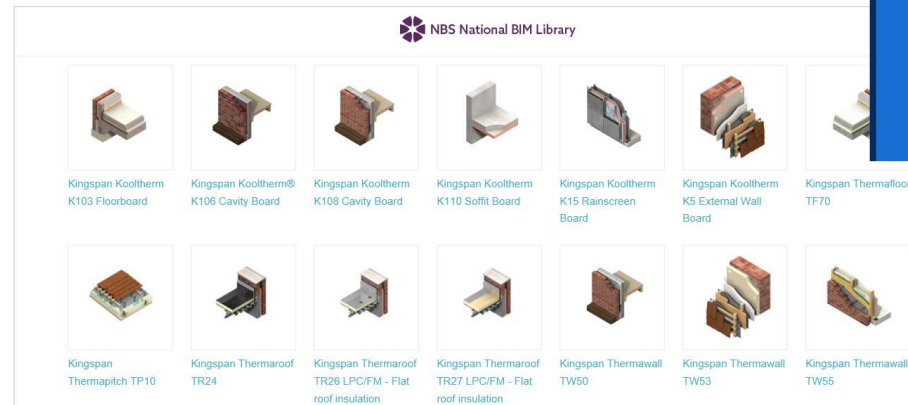 NBS National BIM Library
Kingspan Kooltherm
K103 Floorboard
Kingspan Kooltherm®
K106 Cavity Board
Kingspan Kooltherm
K108 Cavity Board
Kingspan Kooltherm
K110 Soffit Board
Kingspan Kooltherm
K15 Rainscreen
Board
Kingspan Kooltherm
K5 External Wall
Board
Kingspan Thermafloor
TF70
Kingspan
Thermapitch TP10
Kingspan Thermaroof
TR24
Kingspan Thermaroof
TR26 LPC/FM - Flat
roof insulation
Kingspan Thermaroof
TR27 LPC/FM - Flat
roof insulation
Kingspan Thermawall
TW50
Kingspan Thermawall
TW53
Kingspan Thermawall
TW55